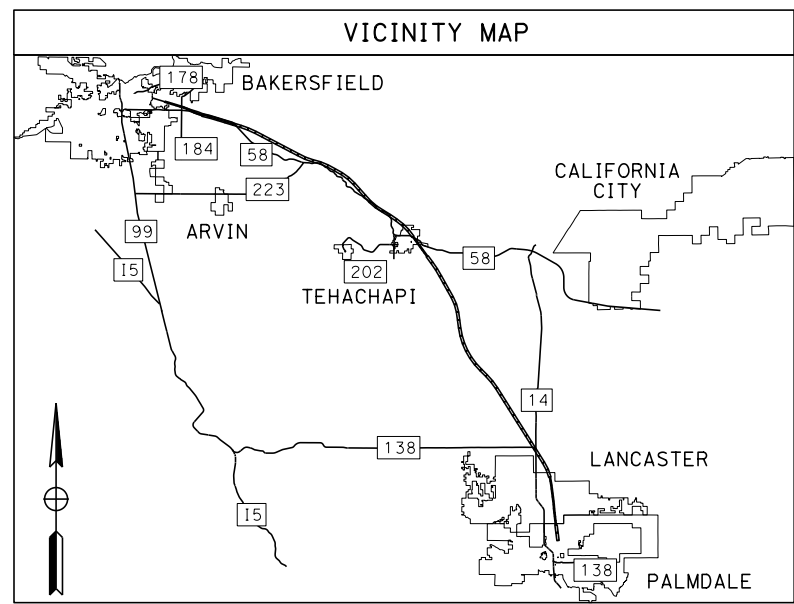 VICINITY MAP
178
BAKERSFIELD
184
58
CALIFORNIA
CITY
223
99
ARVIN
58
I5
202
TEHACHAPI
14
138
LANCASTER
I5
138
PALMDALE